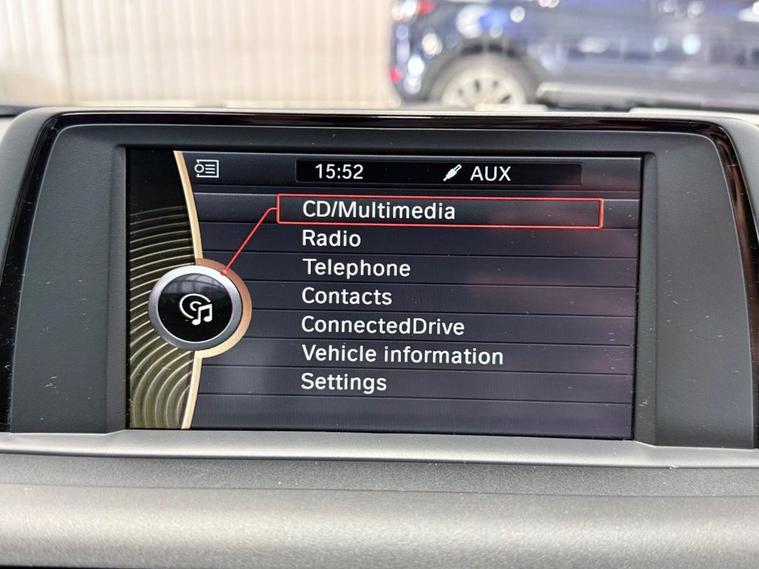 15:52 AUX
CD/Multimedia
Radio
Telephone
Contacts
ConnectedDrive
Vehicle information
Settings